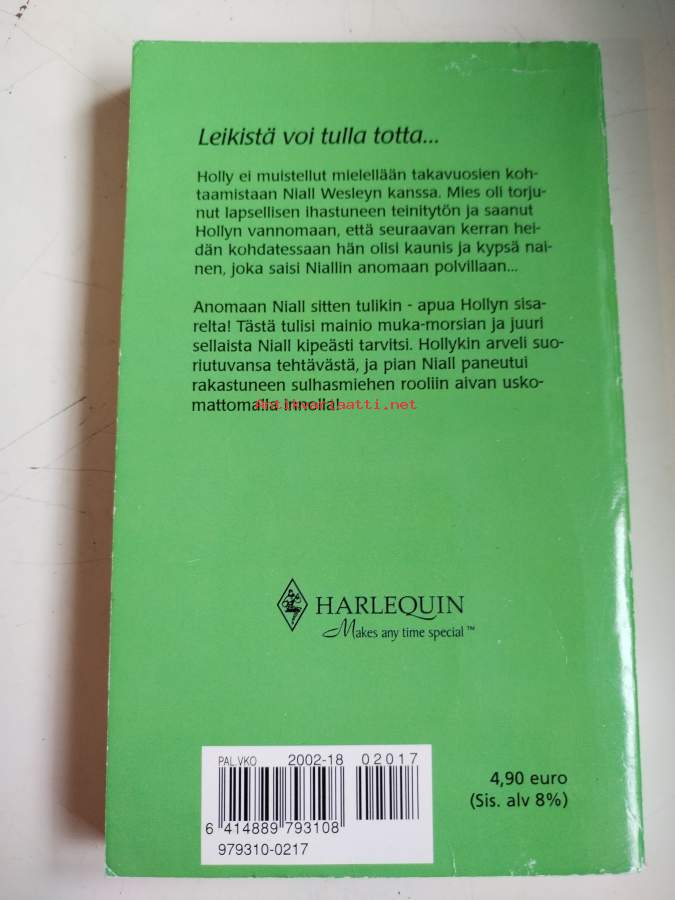 Leikistä voi tulla totta...
Holly ei muistellut mielellään takavuosien koh-
taamistaan Niall Wesleyn kanssa. Mies oli torju-
nut lapsellisen ihastuneen teinitytön ja saanut
Hollyn vannomaan, että seuraavan kerran hei-
dän kohdatessaan hän olisi kaunis ja kypsä nai-
nen, joka saisi Niallin anomaan polvillaan...
Anomaan Niall sitten tulikin - apua Hollyn sisa-
relta! Tästä tulisi mainio muka-morsian ja juuri
sellaista Niall kipeästi tarvitsi. Hollykin arveli suo-
riutuvansa tehtävästä, ja pian Niall paneutui
rakastuneen sulhasmiehen rooliin aivan usko-
mattomalla innolla!
Antikvariaatti.net
HARLEQUIN
Makes any time special™
PAL.VKO 2002-18 02017
6 414889 793108
979310-0217
4,90 euro
(Sis. alv 8%)